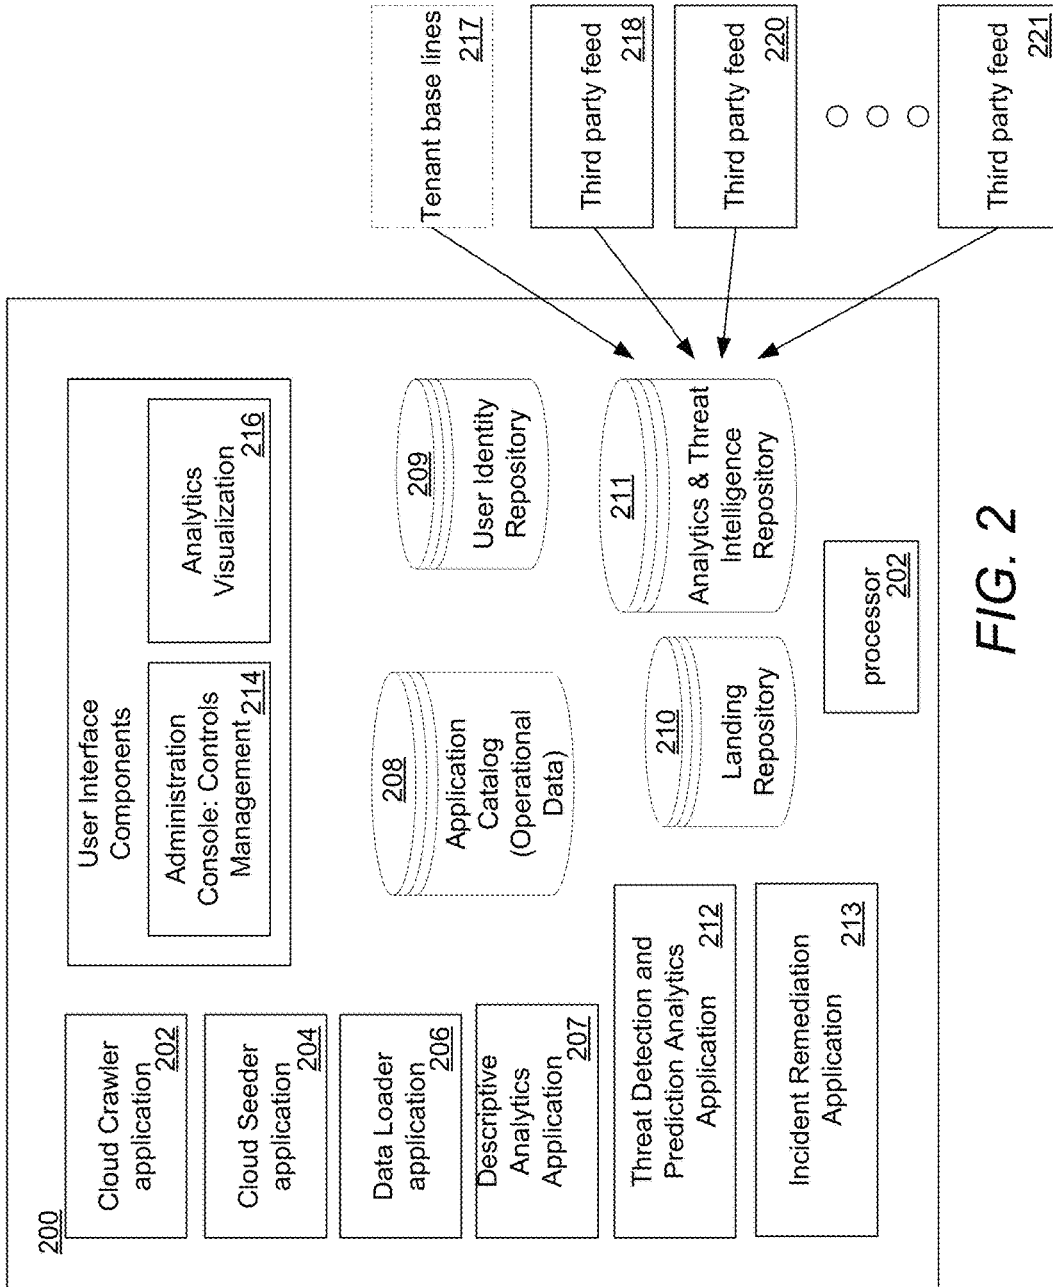 200
Cloud Crawler
application
202
Cloud Seeder
application
204
Data Loader
application
206
Descriptive
Analytics
Application
207
Threat Detection and
Prediction Analytics
Application
212
Incident Remediation
Application
213
User Interface
Components
Administration
Console: Controls
Management
214
Analytics
Visualization
216
208
Application
Catalog
(Operational
Data)
209
User Identity
Repository
210
Landing
Repository
211
Analytics & Threat
Intelligence
Repository
processor
202
Tenant base lines
217
Third party feed
218
Third party feed
220
Third party feed
221
FIG. 2